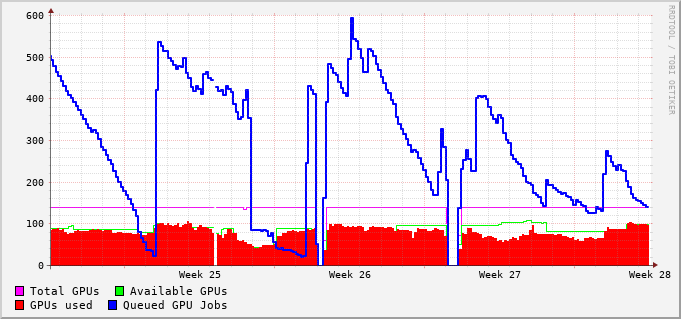 600
500
400
300
200
100
0
Week 25 Week 26 Week 27 Week 28
Total GPUs Available GPUs
GPUs used Queued GPU Jobs
RRDTOOL / TOBI OETIKER